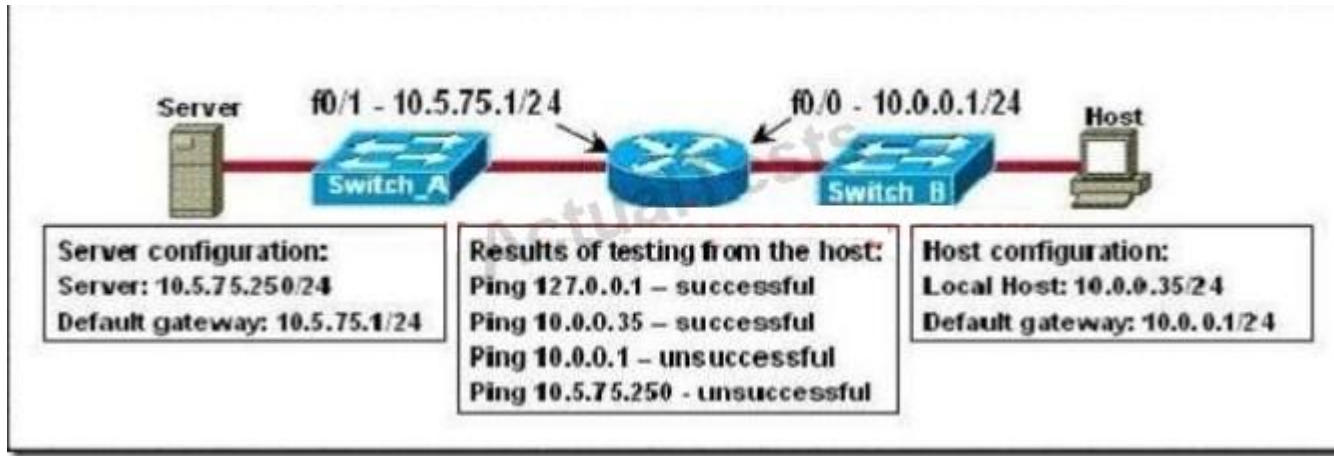 Server
f0/1 - 10.5.75.1/24
f0/0 - 10.0.0.1/24
Host
Switch_A
Switch_B
ActualTests
Server configuration:
Server: 10.5.75.250/24
Default gateway: 10.5.75.1/24
Results of testing from the host:
Ping 127.0.0.1 – successful
Ping 10.0.0.35 – successful
Ping 10.0.0.1 – unsuccessful
Ping 10.5.75.250 - unsuccessful
Host configuration:
Local Host: 10.0.0.35/24
Default gateway: 10.0.0.1/24